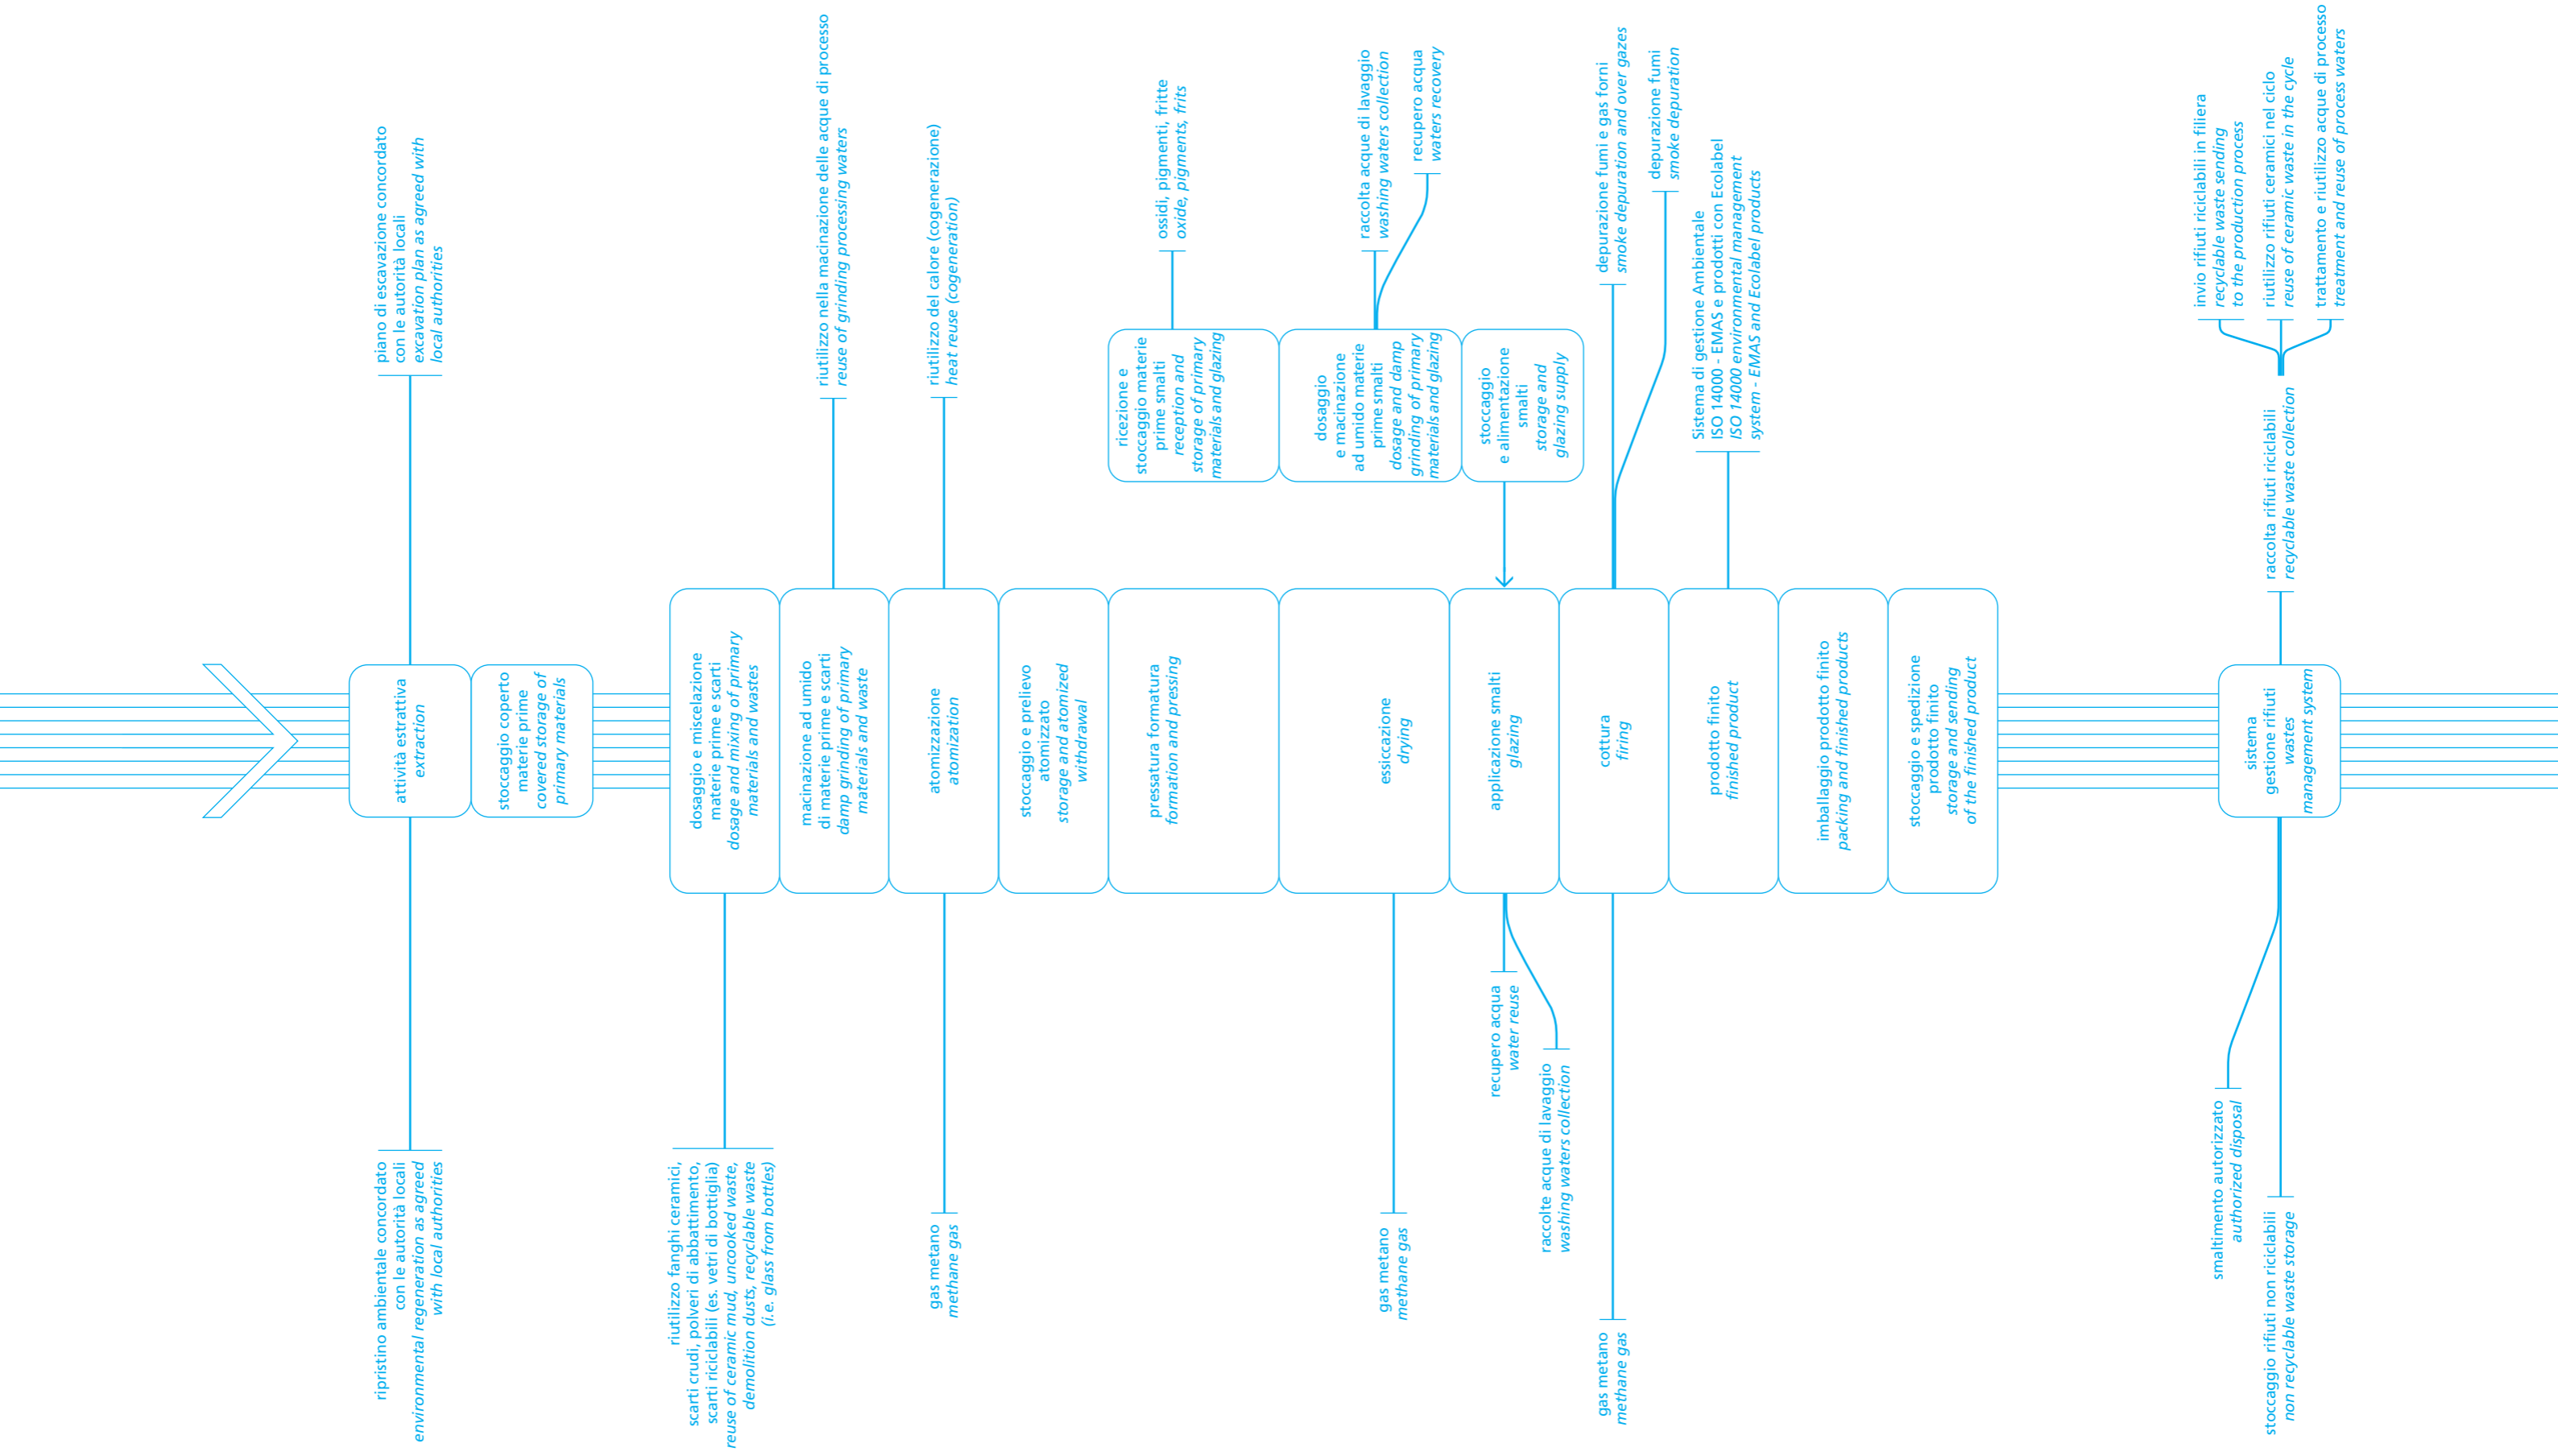 piano di escavazione concordato
con le autorità locali
excavation plan as agreed with
local authorities
attività estrattiva
extraction
ripristino ambientale concordato
con le autorità locali
environmental regeneration as agreed
with local authorities
stoccaggio coperto
materie prime
covered storage of
primary materials
dosaggio e miscelazione
materie prime e scarti
dosage and mixing of primary
materials and wastes
riutilizzo fanghi ceramici,
scarti crudi, polveri di abbattimento,
scarti riciclabili (es. vetri di bottiglia)
reuse of ceramic mud, uncooked waste,
demolition dusts, recyclable waste
(i.e. glass from bottles)
riutilizzo nella macinazione delle acque di processo
reuse of grinding processing waters
macinazione ad umido
di materie prime e scarti
damp grinding of primary
materials and waste
riutilizzo del calore (cogenerazione)
heat reuse (cogeneration)
atomizzazione
atomization
gas metano
methane gas
stoccaggio e prelievo
atomizzato
storage and atomized
withdrawal
pressatura formatura
formation and pressing
ossidi, pigmenti, fritte
oxide, pigments, frits
ricezione e
stoccaggio materie
prime smalti
reception and
storage of primary
materials and glazing
raccolta acque di lavaggio
washing waters collection
recupero acqua
waters recovery
dosaggio
e macinazione
ad umido materie
prime smalti
dosage and damp
grinding of primary
materials and glazing
stoccaggio
e alimentazione
smalti
storage and
glazing supply
essiccazione
drying
gas metano
methane gas
applicazione smalti
glazing
recupero acqua
water reuse
raccolte acque di lavaggio
washing waters collection
depurazione fumi e gas forni
smoke depuration and over gazes
depurazione fumi
smoke depuration
cottura
firing
gas metano
methane gas
Sistema di gestione Ambientale
ISO 14000 - EMAS e prodotti con Ecolabel
ISO 14000 environmental management
system - EMAS and Ecolabel products
prodotto finito
finished product
imballaggio prodotto finito
packing and finished products
stoccaggio e spedizione
prodotto finito
storage and sending
of the finished product
invio rifiuti riciclabili in filiera
recyclable waste sending
to the production process
riutilizzo rifiuti ceramici nel ciclo
reuse of ceramic waste in the cycle
trattamento e riutilizzo acque di processo
treatment and reuse of process waters
raccolta rifiuti riciclabili
recyclable waste collection
sistema
gestione rifiuti
wastes
management system
smaltimento autorizzato
authorized disposal
stoccaggio rifiuti non riciclabili
non recyclable waste storage